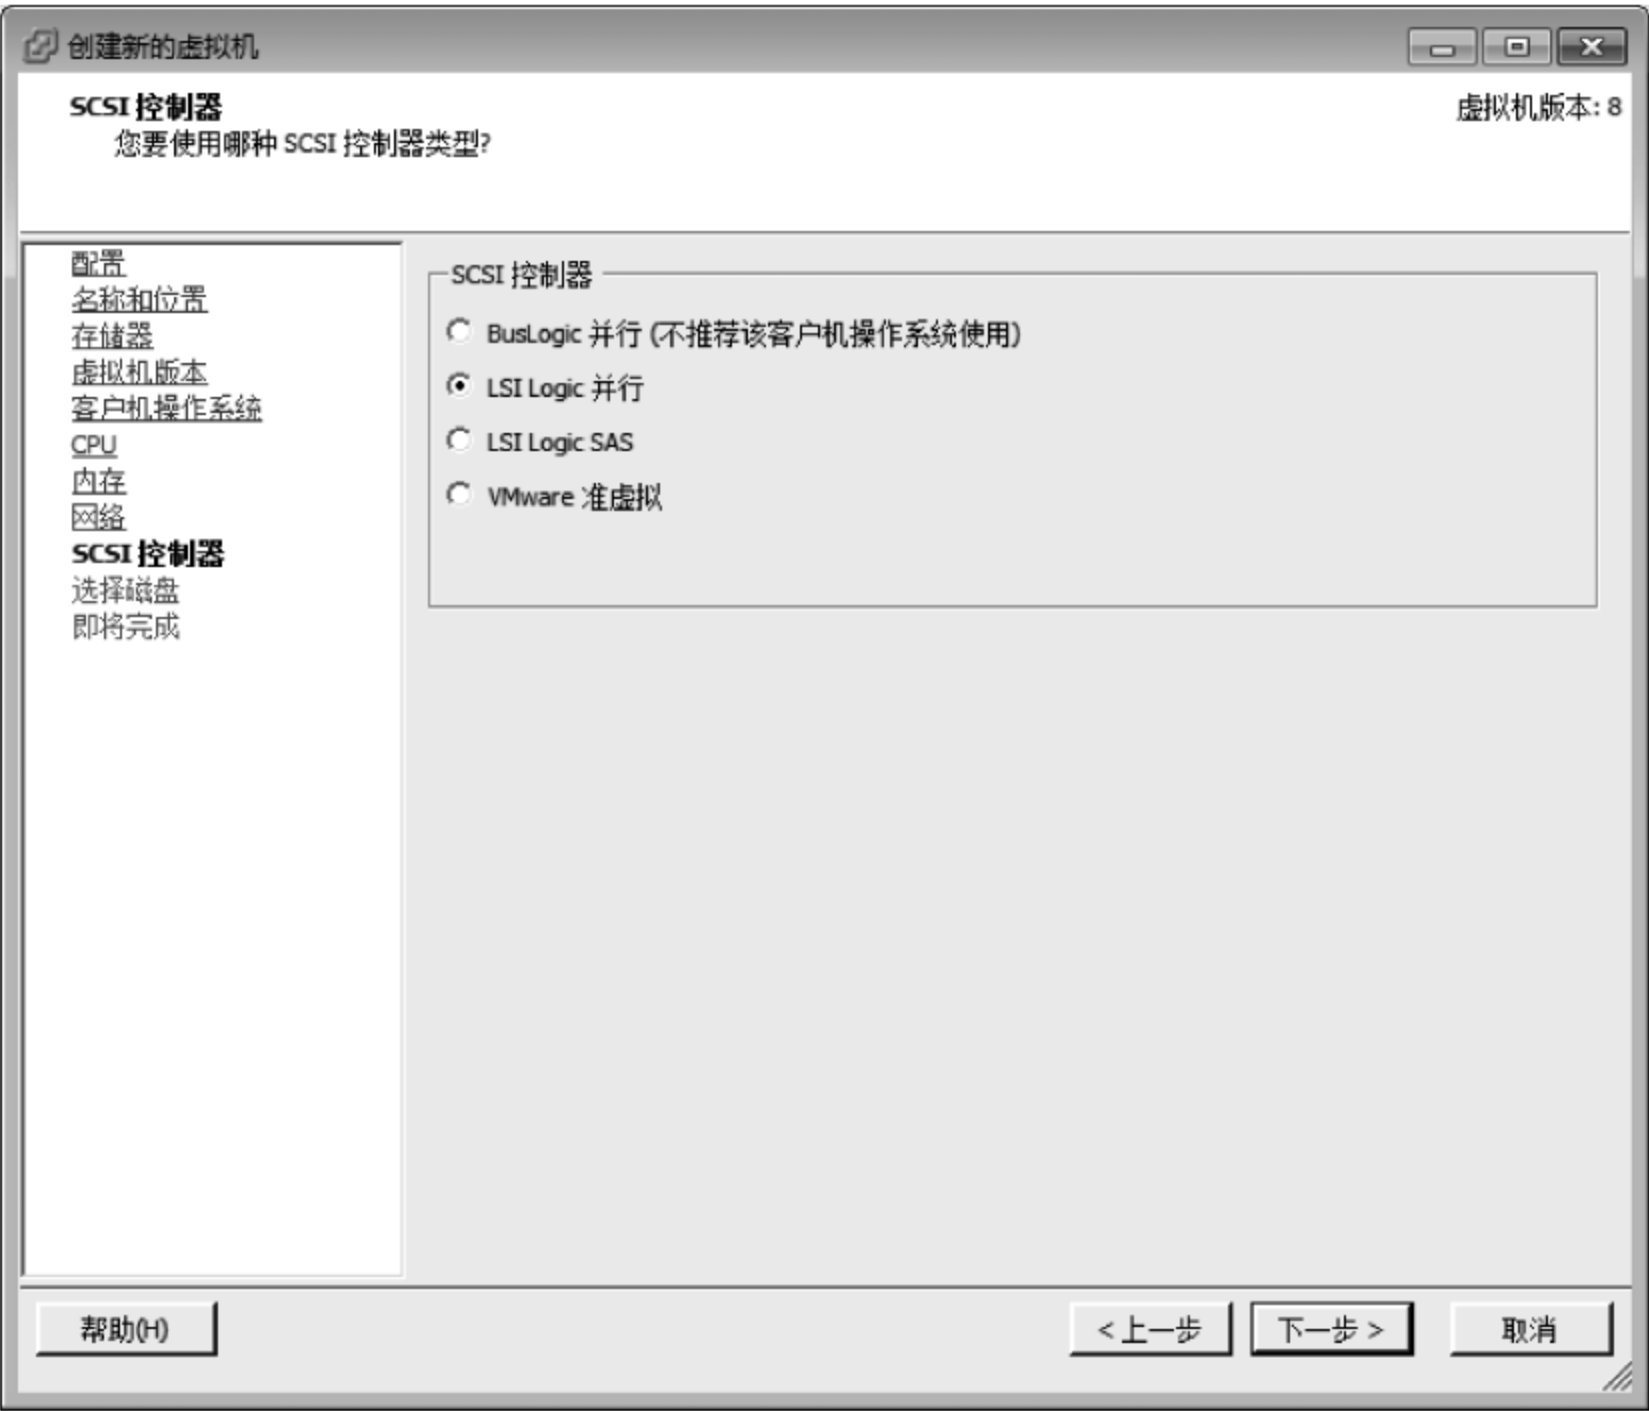 创建新的虚拟机
SCSI 控制器
虚拟机版本: 8
您要使用哪种 SCSI 控制器类型?
配置
名称和位置
存储器
虚拟机版本
客户机操作系统
CPU
内存
网络
SCSI 控制器
选择磁盘
即将完成
SCSI 控制器
BusLogic 并行 (不推荐该客户机操作系统使用)
LSI Logic 并行
LSI Logic SAS
VMware 准虚拟
帮助(H)
< 上一步
下一步 >
取消